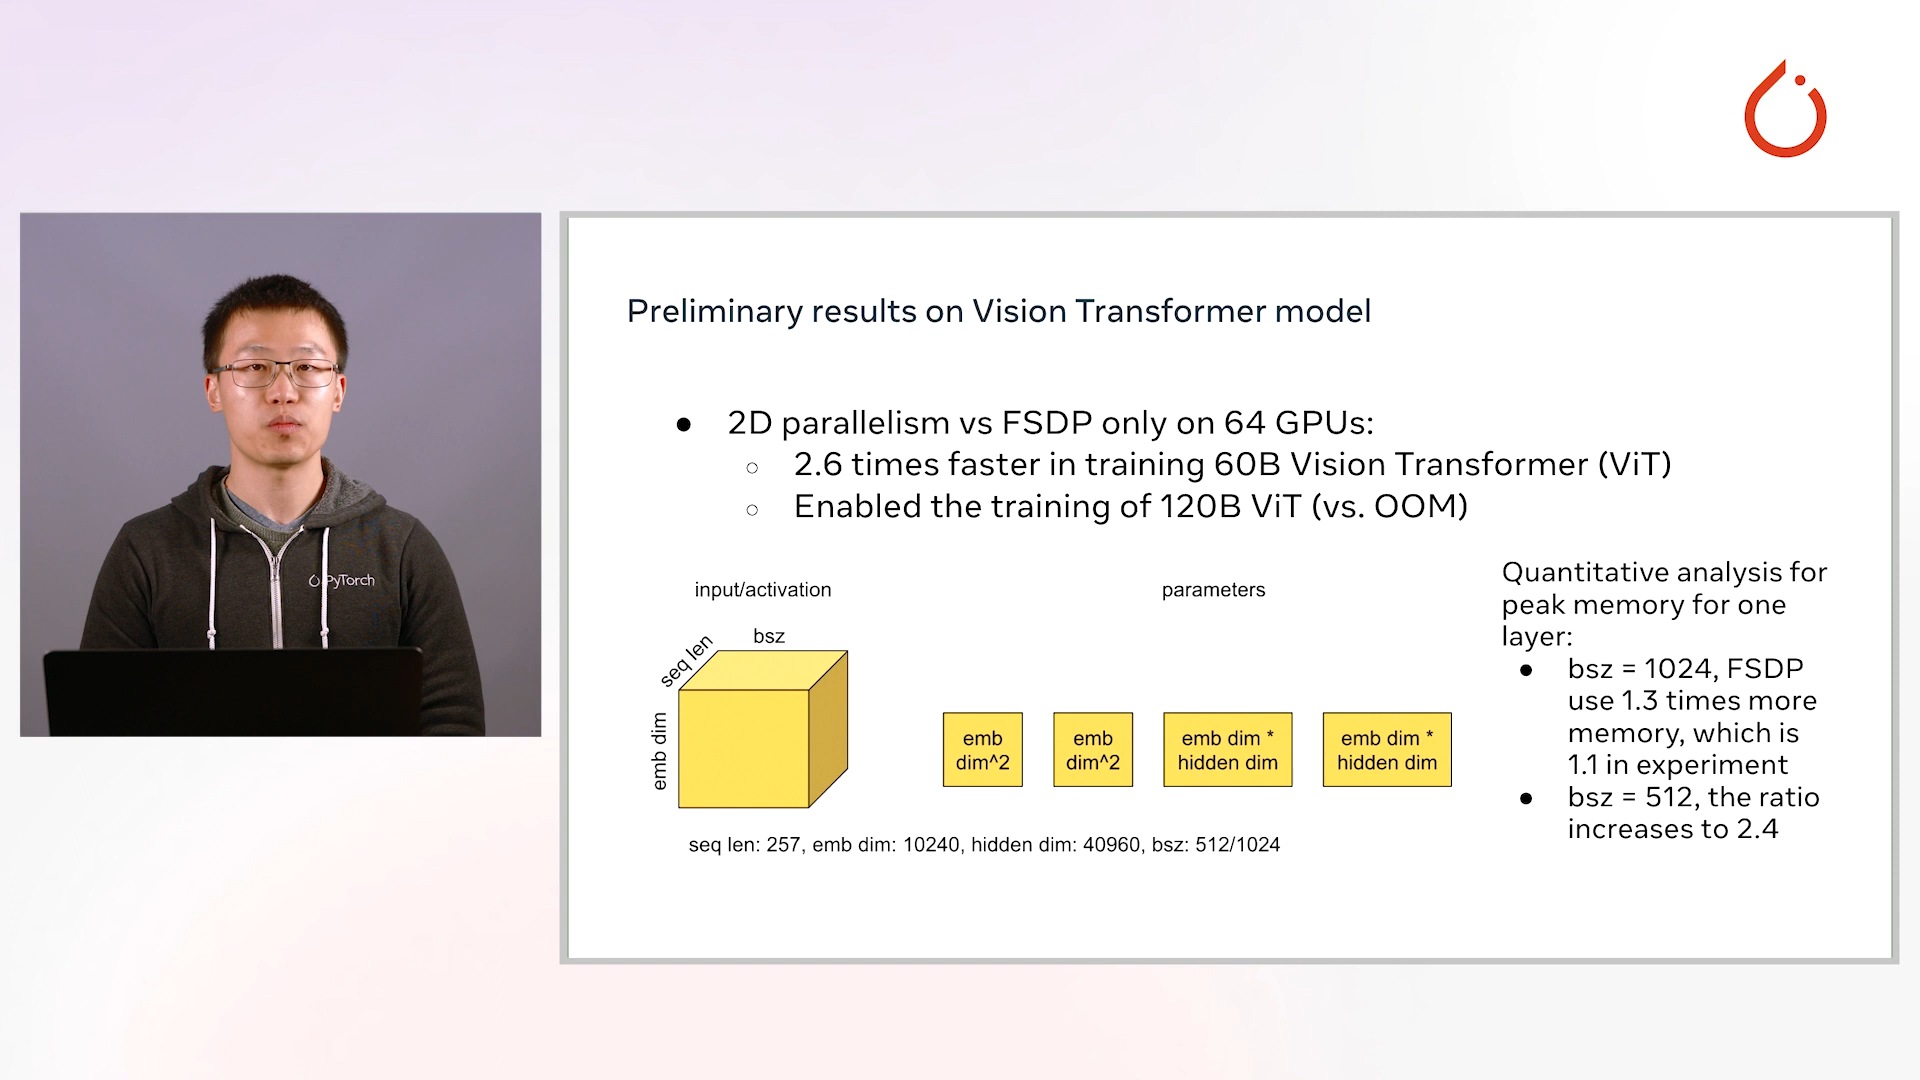 PyTorch
Preliminary results on Vision Transformer model
● 2D parallelism vs FSDP only on 64 GPUs:
○ 2.6 times faster in training 60B Vision Transformer (ViT)
○ Enabled the training of 120B ViT (vs. OOM)
input/activation
parameters
seq len
bsz
emb dim
emb
dim^2
emb
dim^2
emb dim *
hidden dim
emb dim *
hidden dim
seq len: 257, emb dim: 10240, hidden dim: 40960, bsz: 512/1024
Quantitative analysis for
peak memory for one
layer:
● bsz = 1024, FSDP
use 1.3 times more
memory, which is
1.1 in experiment
● bsz = 512, the ratio
increases to 2.4